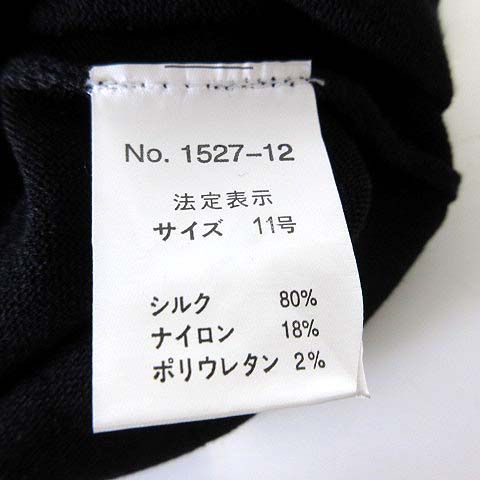 No. 1527-12
法定表示
サイズ 11号
シルク 80%
ナイロン 18%
ポリウレタン 2%